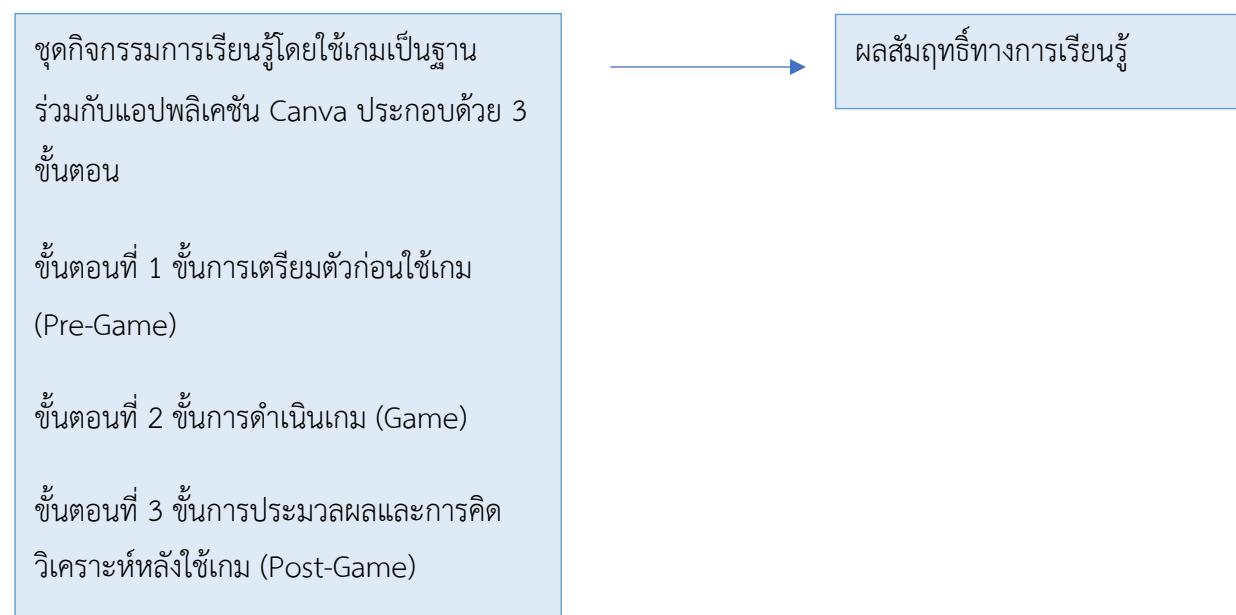 ชุดกิจกรรมการเรียนรู้โดยใช้เกมเป็นฐาน
ร่วมกับแอปพลิเคชัน Canva ประกอบด้วย 3
ขั้นตอน
ขั้นตอนที่ 1 ขั้นการเตรียมตัวก่อนใช้เกม
(Pre-Game)
ขั้นตอนที่ 2 ขั้นการดำเนินเกม (Game)
ขั้นตอนที่ 3 ขั้นการประมวลผลและการคิด
วิเคราะห์หลังใช้เกม (Post-Game)
ผลสัมฤทธิ์ทางการเรียนรู้